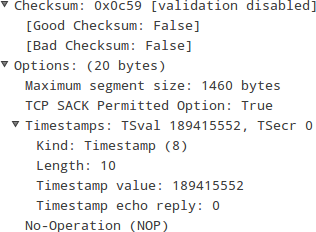 Checksum: 0x0c59 [validation disabled]
[Good Checksum: False]
[Bad Checksum: False]
Options: (20 bytes)
Maximum segment size: 1460 bytes
TCP SACK Permitted Option: True
Timestamps: TSval 189415552, TSecr 0
Kind: Timestamp (8)
Length: 10
Timestamp value: 189415552
Timestamp echo reply: 0
No-Operation (NOP)